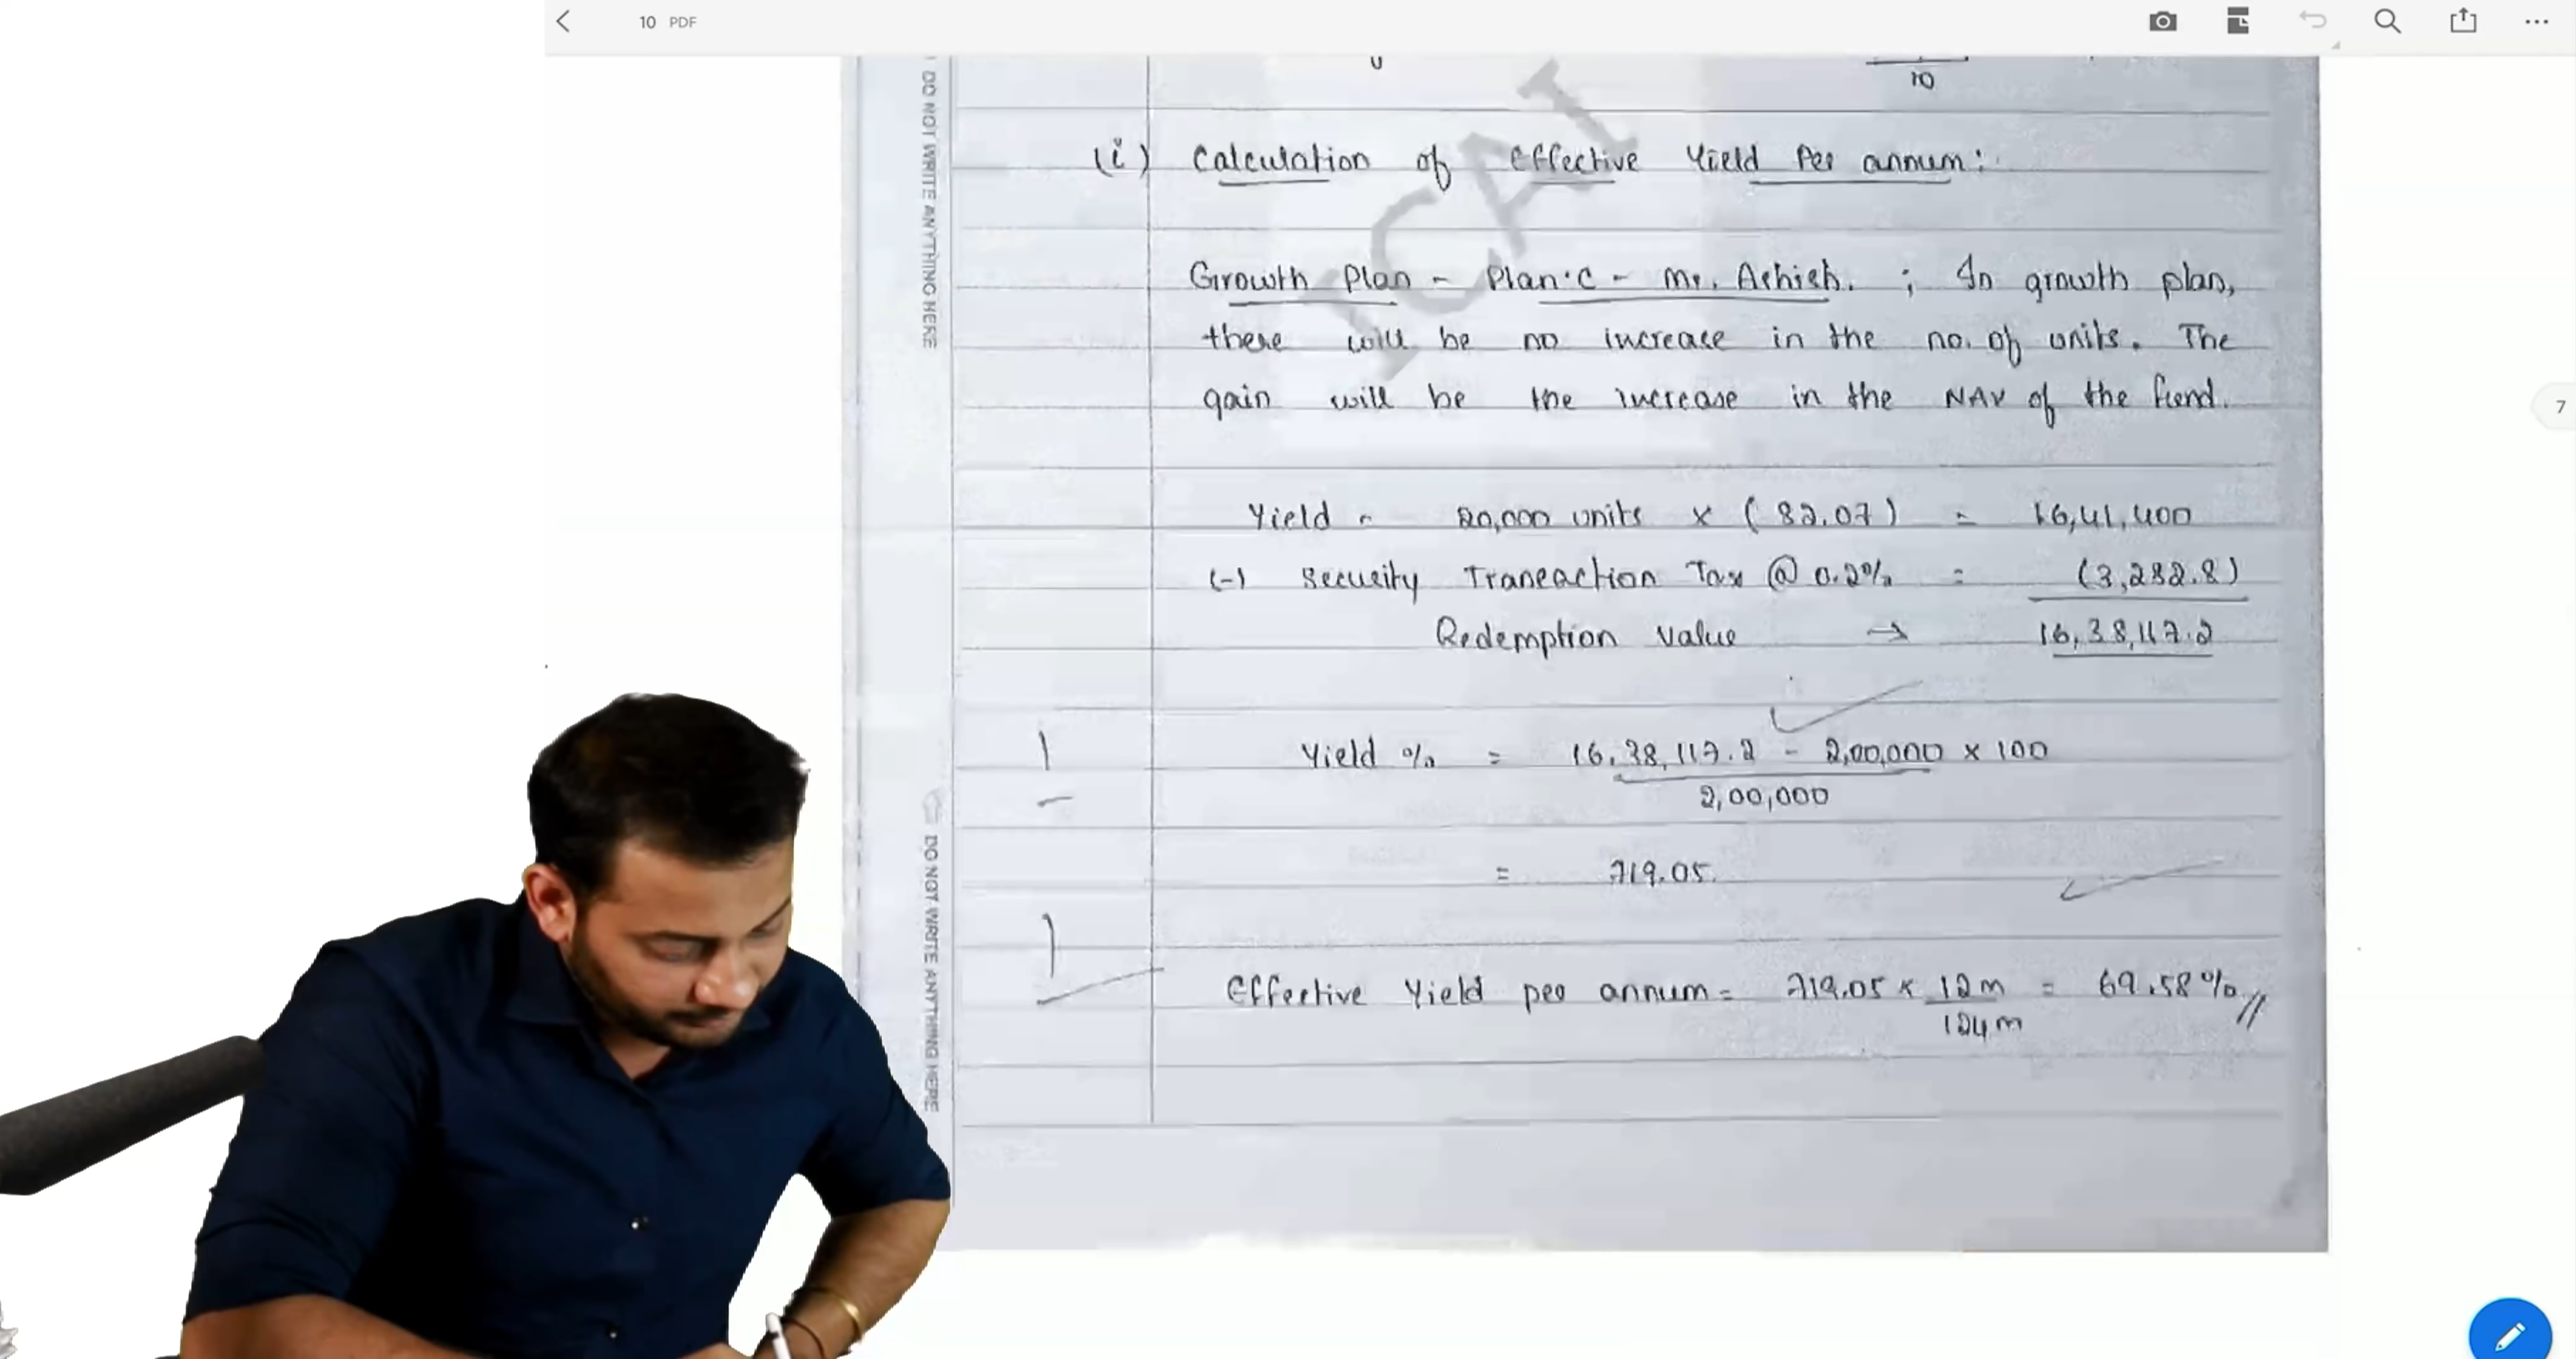 10 PDF
10
(i) Calculation of Effective Yield Per annum:
Growth Plan - Plan'C - Mr. Ashish. ; In growth plan,
there will be no increase in the no. of units. The
gain will be the increase in the NAV of the fund.
Yield - 20,000 units × (82.07) = 16,41,400
(-) Security Transaction Tax @ 0.2% = (3,282.8)
Redemption value → 16,38,117.2
1 Yield % = 16,38,117.2 - 2,00,000 × 100
2,00,000
= 719.05
1
Effective Yield per annum = 719.05 × 12m = 69.58%
124m
ICAI
DO NOT WRITE ANYTHING HERE
DO NOT WRITE ANYTHING HERE
7